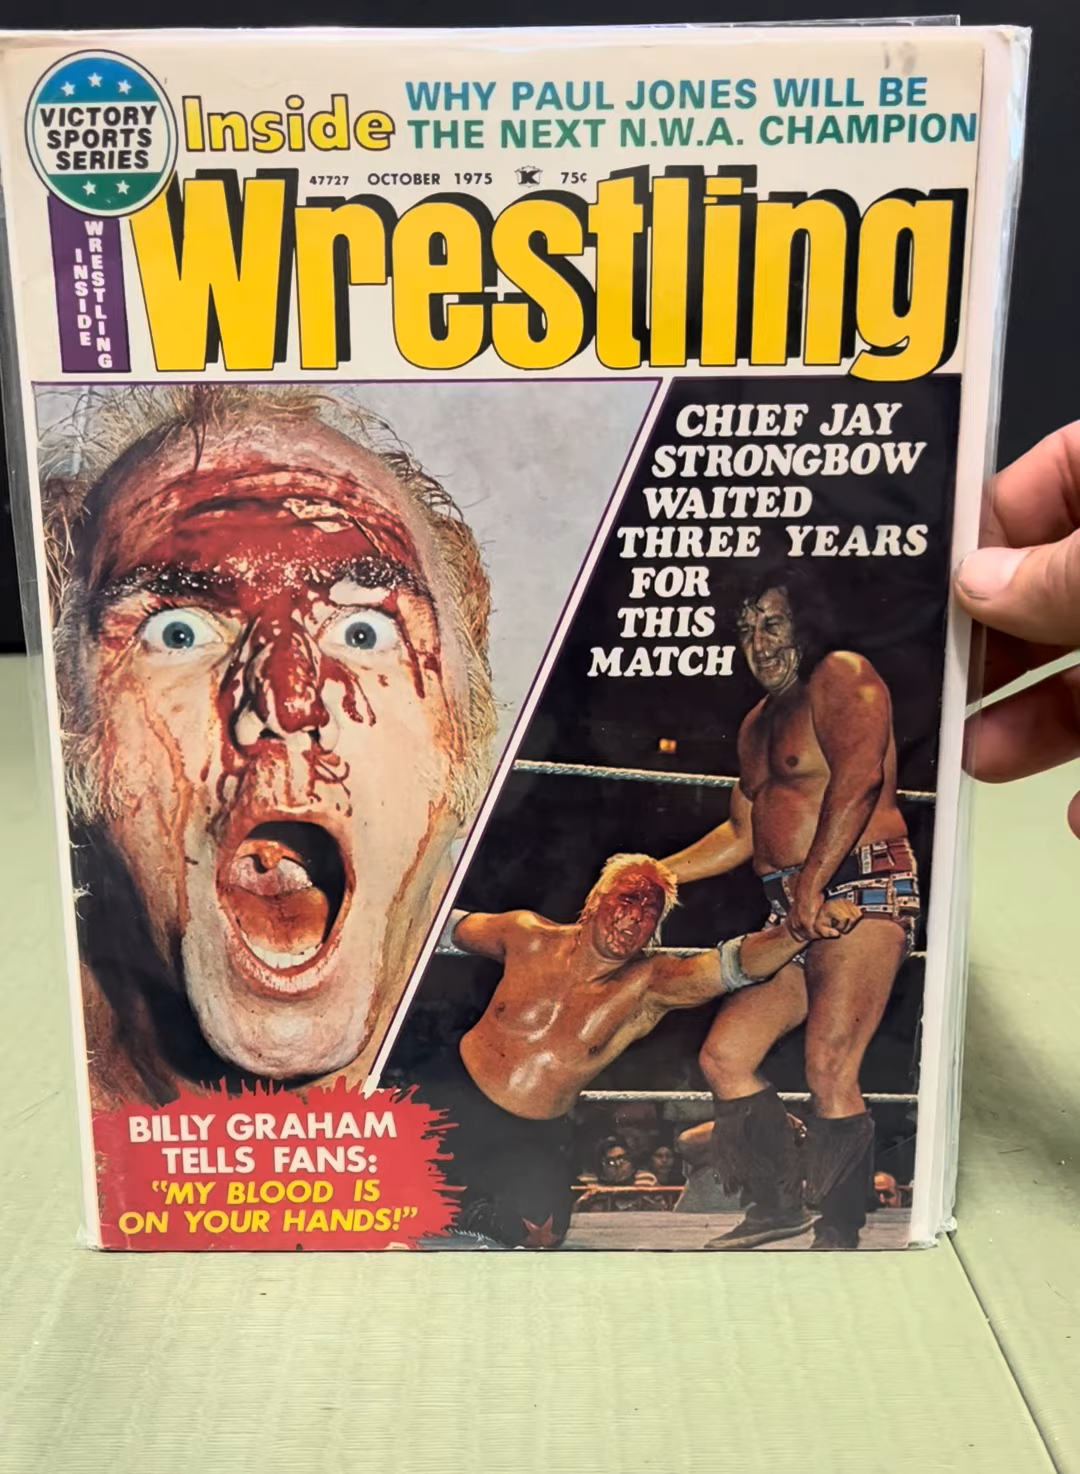 VICTORY
SPORTS
SERIES
Inside
WHY PAUL JONES WILL BE
THE NEXT N.W.A. CHAMPION
47727 OCTOBER 1975 K 75¢
Wrestling
INSIDE
WRESTLING
CHIEF JAY
STRONGBOW
WAITED
THREE YEARS
FOR
THIS
MATCH
BILLY GRAHAM
TELLS FANS:
“MY BLOOD IS
ON YOUR HANDS!”